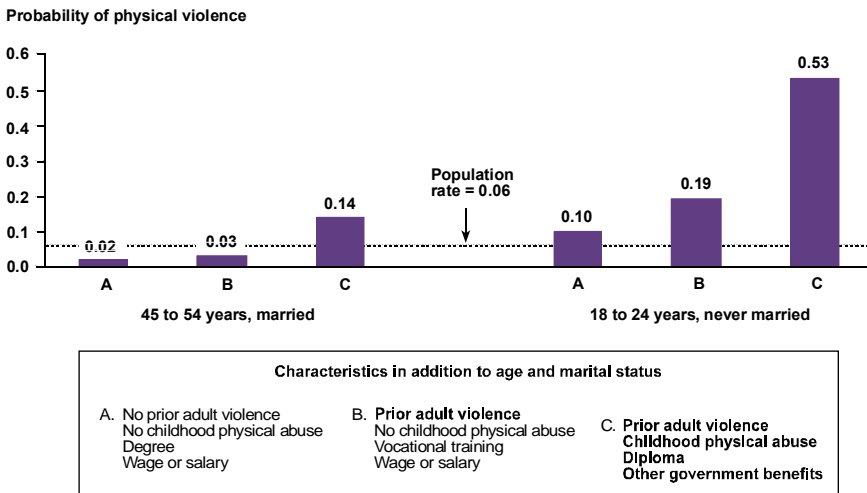 Probability of physical violence
0.6
0.5
0.4
0.3
0.2
0.1
0.0
0.02
0.03
0.14
Population
rate = 0.06
0.10
0.19
0.53
A B C A B C
45 to 54 years, married 18 to 24 years, never married
Characteristics in addition to age and marital status
A. No prior adult violence
No childhood physical abuse
Degree
Wage or salary
B. Prior adult violence
No childhood physical abuse
Vocational training
Wage or salary
C. Prior adult violence
Childhood physical abuse
Diploma
Other government benefits